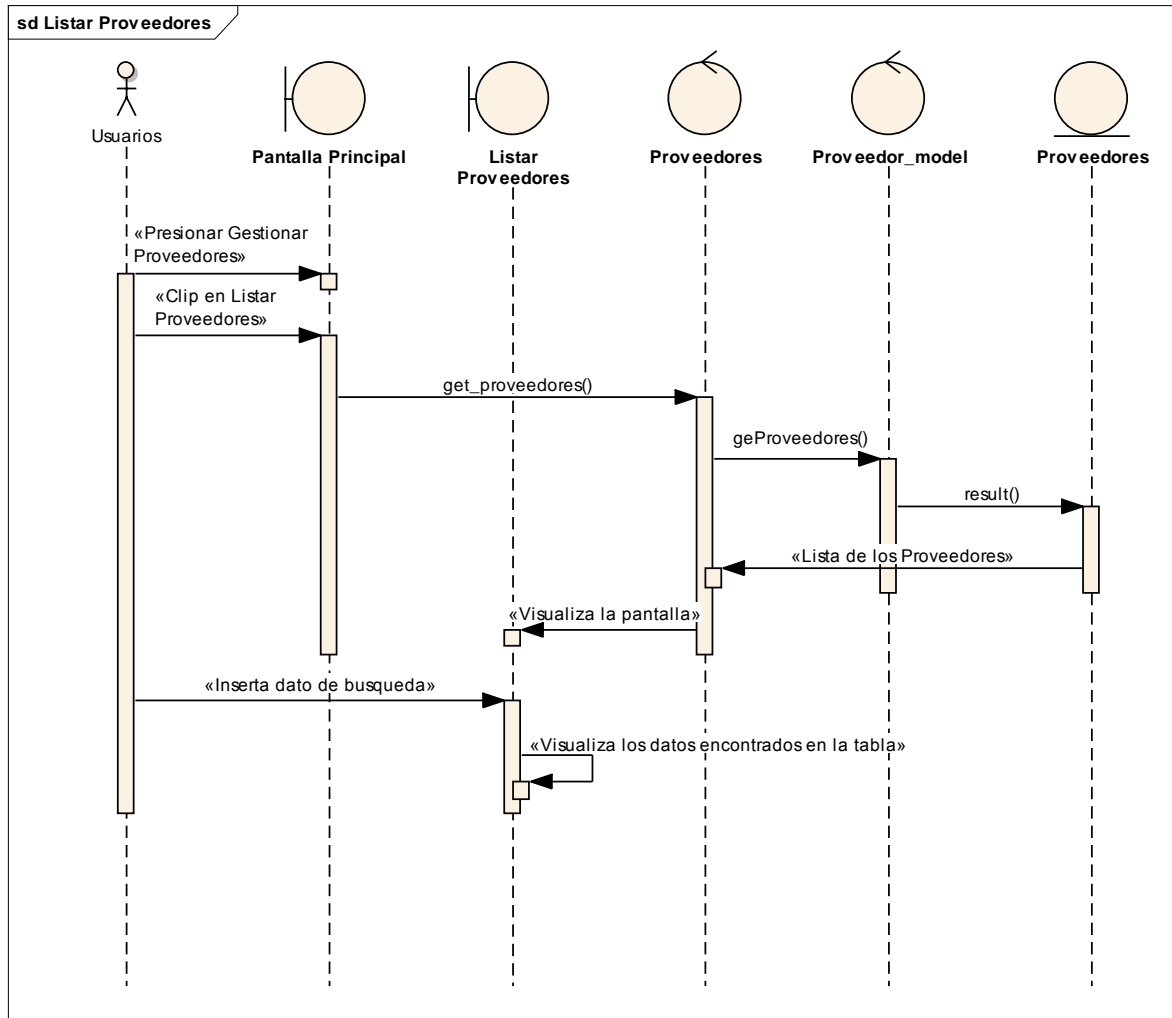 sd Listar Proveedores
Usuarios
Pantalla Principal
Listar
Proveedores
Proveedores
Proveedor_model
Proveedores
«Presionar Gestionar
Proveedores»
«Clip en Listar
Proveedores»
get_proveedores()
geProveedores()
result()
«Lista de los Proveedores»
«Visualiza la pantalla»
«Inserta dato de busqueda»
«Visualiza los datos encontrados en la tabla»